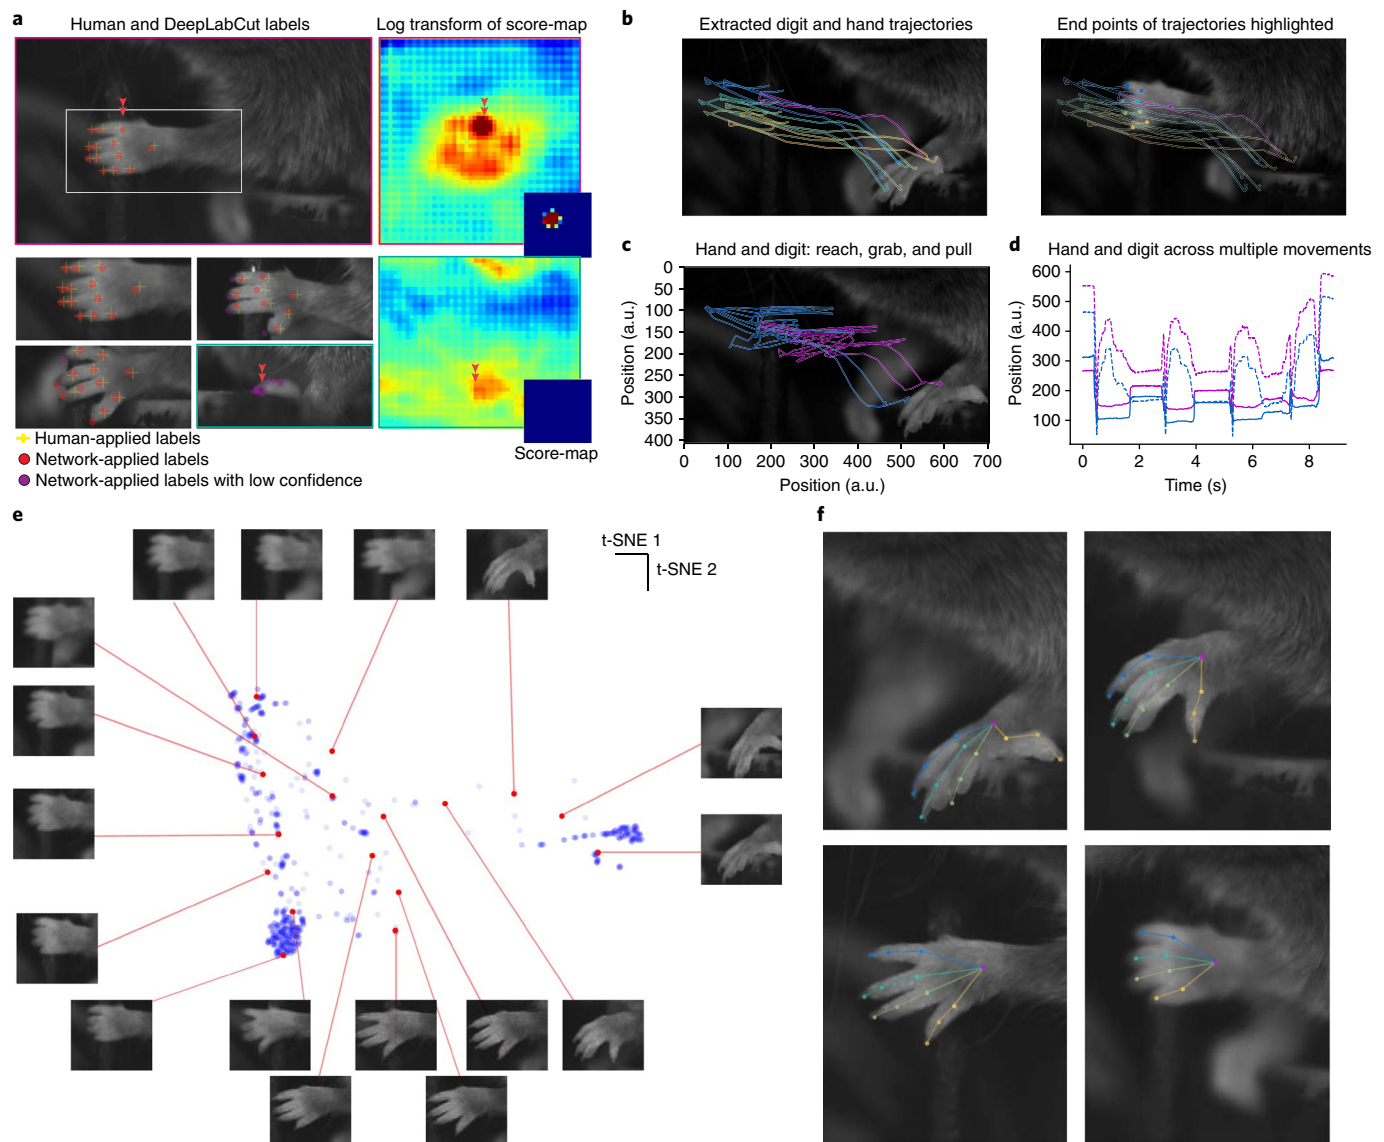 a
Human and DeepLabCut labels
Log transform of score-map
Human-applied labels
Network-applied labels
Network-applied labels with low confidence
Score-map
b
Extracted digit and hand trajectories
End points of trajectories highlighted
c
Hand and digit: reach, grab, and pull
Position (a.u.)
0
50
100
150
200
250
300
350
400
0 100 200 300 400 500 600 700
Position (a.u.)
d
Hand and digit across multiple movements
Position (a.u.)
600
500
400
300
200
100
0 2 4 6 8
Time (s)
e
t-SNE 1
t-SNE 2
f